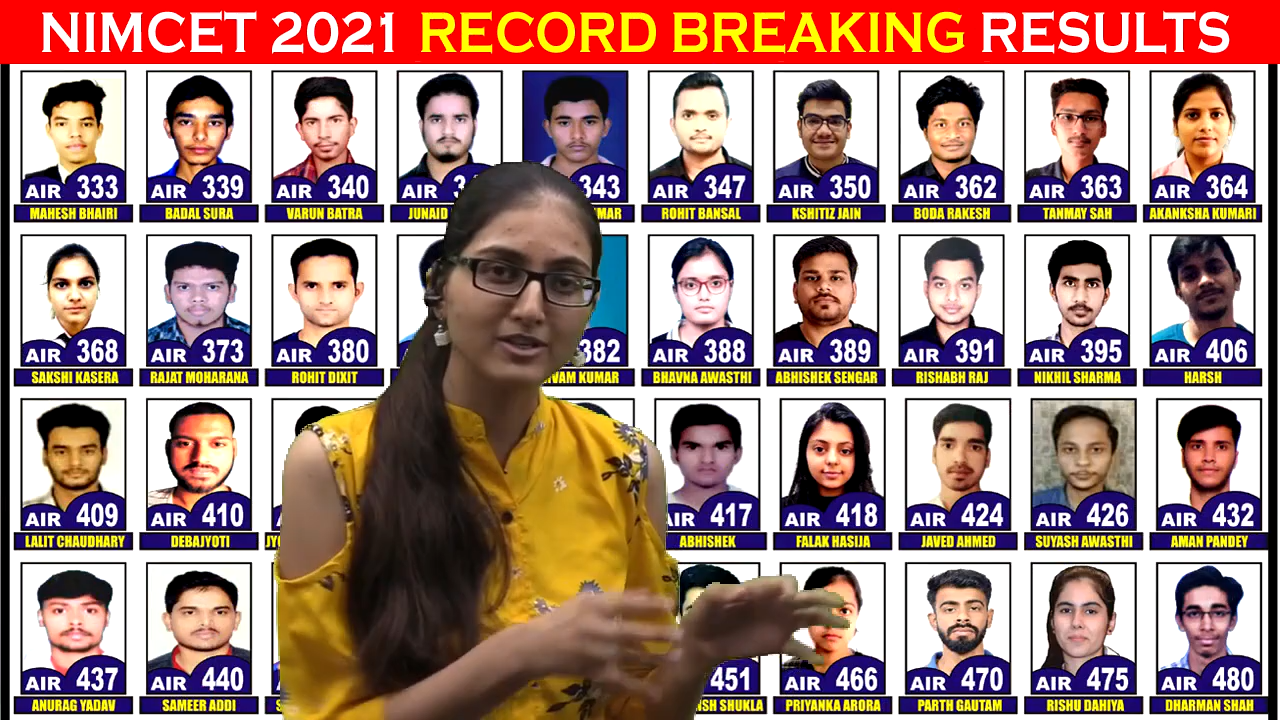 NIMCET 2021 RECORD BREAKING RESULTS
AIR 333 AIR 339 AIR 340 AIR 343 AIR 347 AIR 350 AIR 362 AIR 363 AIR 364
MAHESH BHAIRI BADAL SURA VARUN BATRA JUNAID ROHIT BANSAL KSHITIZ JAIN BODA RAKESH TANMAY SAH AKANKSHA KUMARI
AIR 368 AIR 373 AIR 380 382 AIR 388 AIR 389 AIR 391 AIR 395 AIR 406
SAKSHI KASERA RAJAT MOHARANA ROHIT DIXIT KUMAR BHAVNA AWASTHI ABHISHEK SENGAR RISHABH RAJ NIKHIL SHARMA HARSH
AIR 409 AIR 410 AIR 417 AIR 418 AIR 424 AIR 426 AIR 432
LALIT CHAUDHARY DEBAJYOTI ABHISHEK FALAK HASIJA JAVED AHMED SUYASH AWASTHI AMAN PANDEY
AIR 437 AIR 440 451 AIR 466 AIR 470 AIR 475 AIR 480
ANURAG YADAV SAMEER ADDI SHUKLA PRIYANKA ARORA PARTH GAUTAM RISHU DAHIYA DHARMAN SHAH